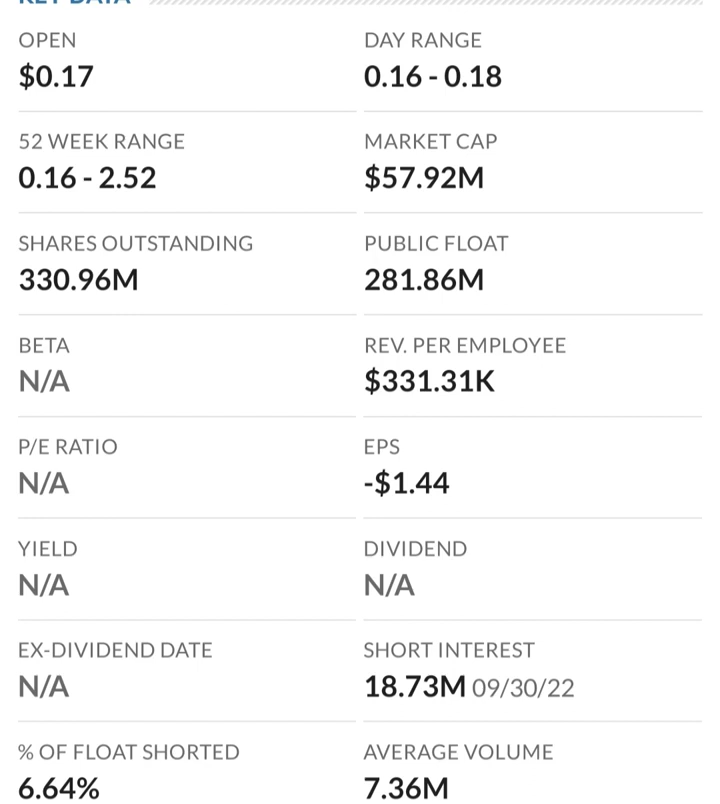 KEY DATA
OPEN
$0.17
DAY RANGE
0.16 - 0.18
52 WEEK RANGE
0.16 - 2.52
MARKET CAP
$57.92M
SHARES OUTSTANDING
330.96M
PUBLIC FLOAT
281.86M
BETA
N/A
REV. PER EMPLOYEE
$331.31K
P/E RATIO
N/A
EPS
-$1.44
YIELD
N/A
DIVIDEND
N/A
EX-DIVIDEND DATE
N/A
SHORT INTEREST
18.73M 09/30/22
% OF FLOAT SHORTED
6.64%
AVERAGE VOLUME
7.36M